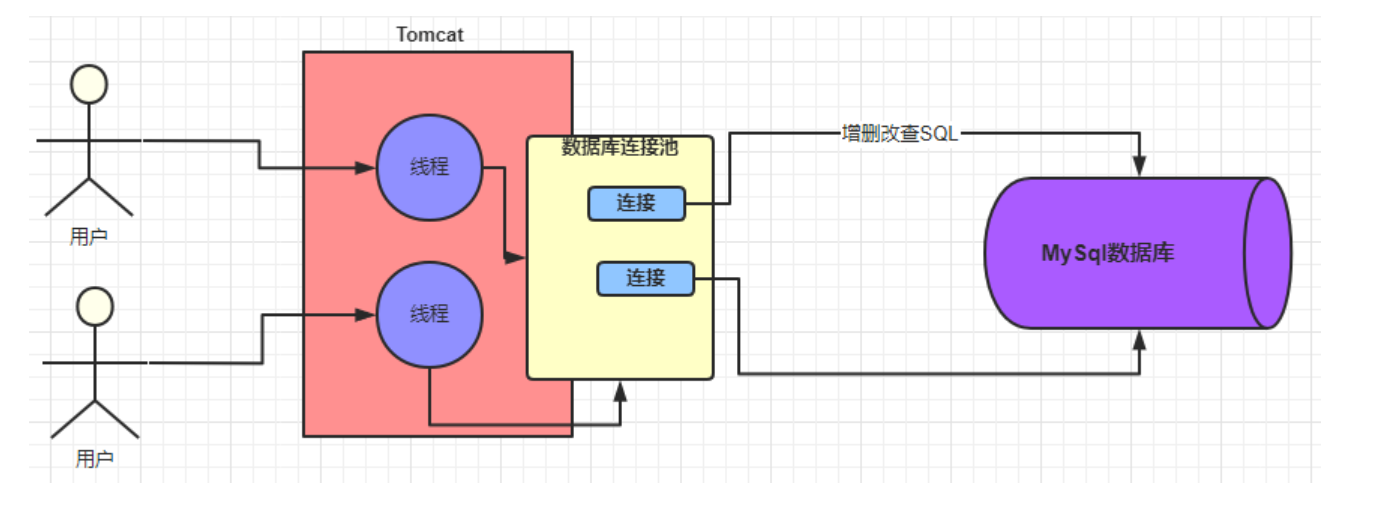 Tomcat
用户
线程
数据库连接池
连接
增删改查SQL
连接
MySql数据库
线程
用户